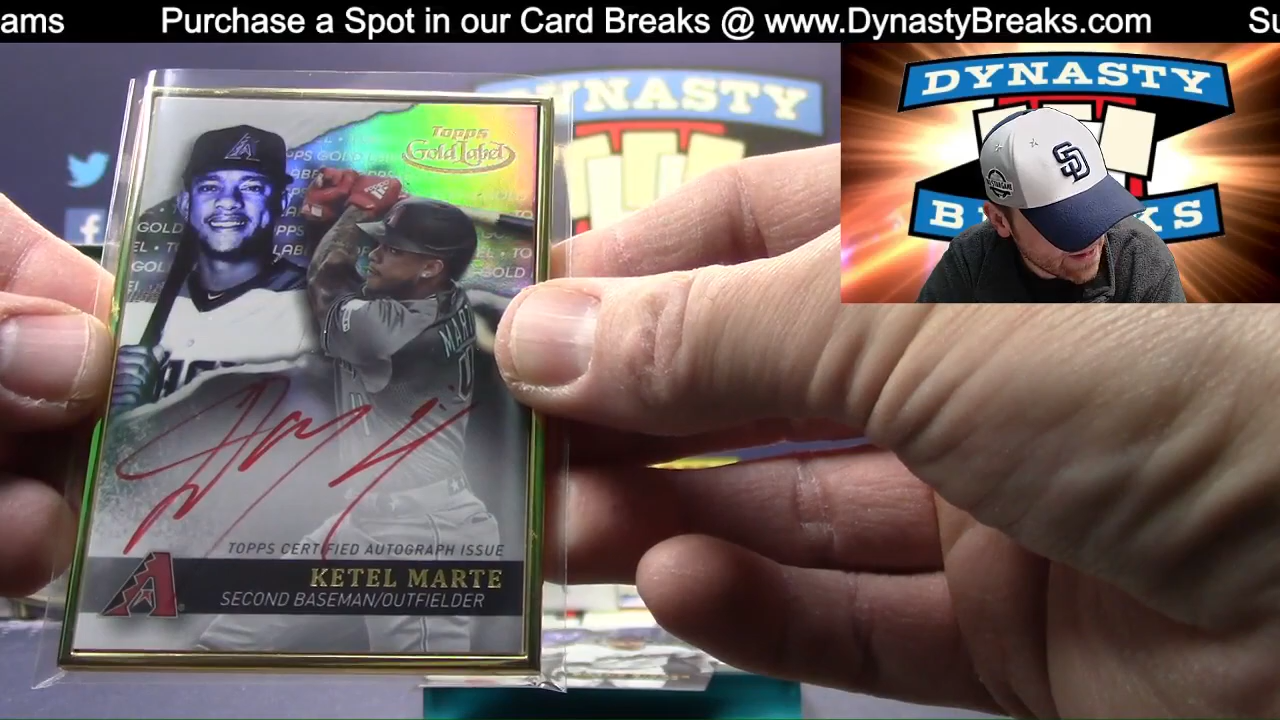 ams Purchase a Spot in our Card Breaks @ www.DynastyBreaks.com Su
DYNASTY
DYNASTY
SD
Topps
Gold Label
MARTE
TOPPS CERTIFIED AUTOGRAPH ISSUE
KETEL MARTE
SECOND BASEMAN/OUTFIELDER
A